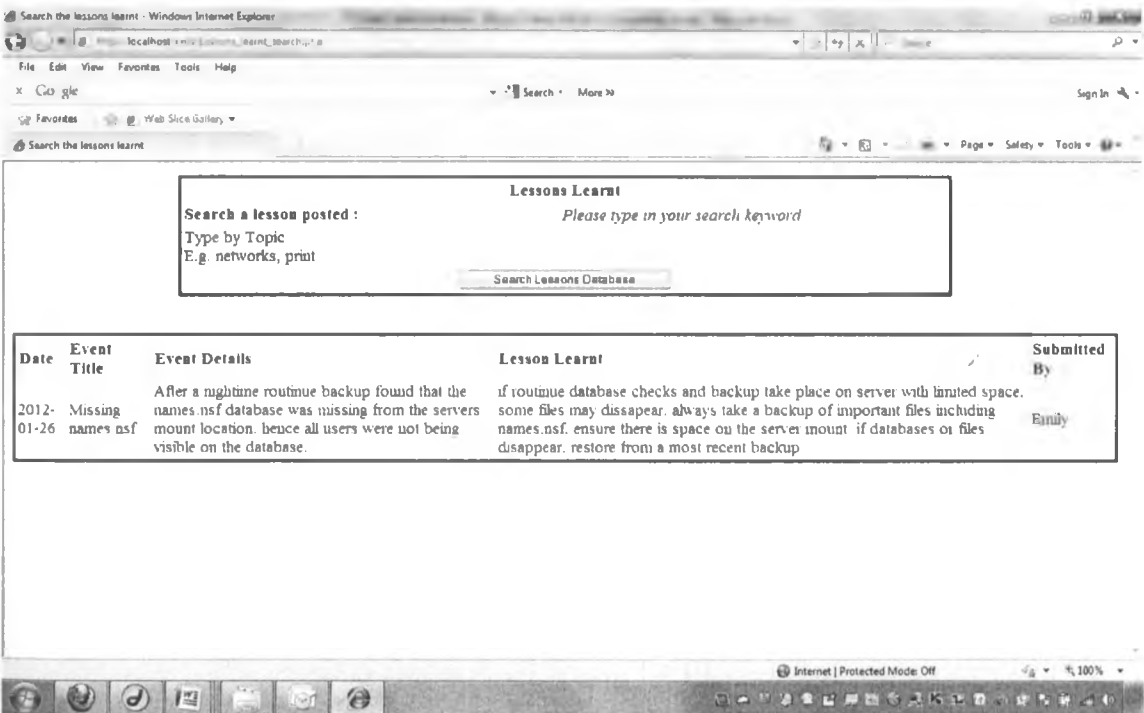 Search the lessons learnt - Windows Internet Explorer
localhost
File Edit View Favorites Tools Help
x Google Search More » Sign In
Favorites Web Slice Gallery
Search the lessons learnt Page Safety Tools
Lessons Learnt
Search a lesson posted : Please type in your search keyword
Type by Topic
E.g. networks, print
Search Lessons Database
Date Event Title Event Details Lesson Learnt Submitted By
2012-01-26 Missing names nsf
After a nightime routinue backup found that the
names.nsf database was missing from the servers
mount location. hence all users were not being
visible on the database.
if routinue database checks and backup take place on server with limited space.
some files may dissapear. always take a backup of important files including
names.nsf. ensure there is space on the server mount if databases or files
disappear. restore from a most recent backup
Emily
Internet | Protected Mode: Off 100%